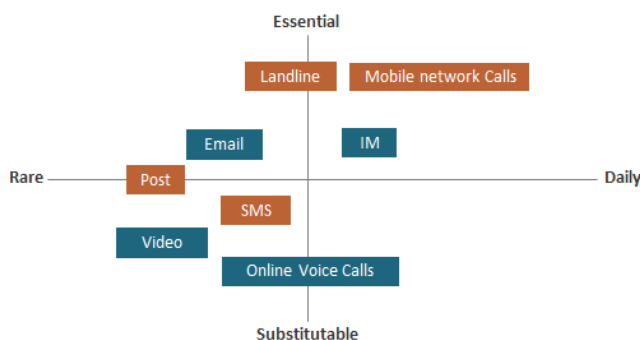 Essential
Landline
Mobile network Calls
Email
IM
Rare
Post
Daily
SMS
Video
Online Voice Calls
Substitutable